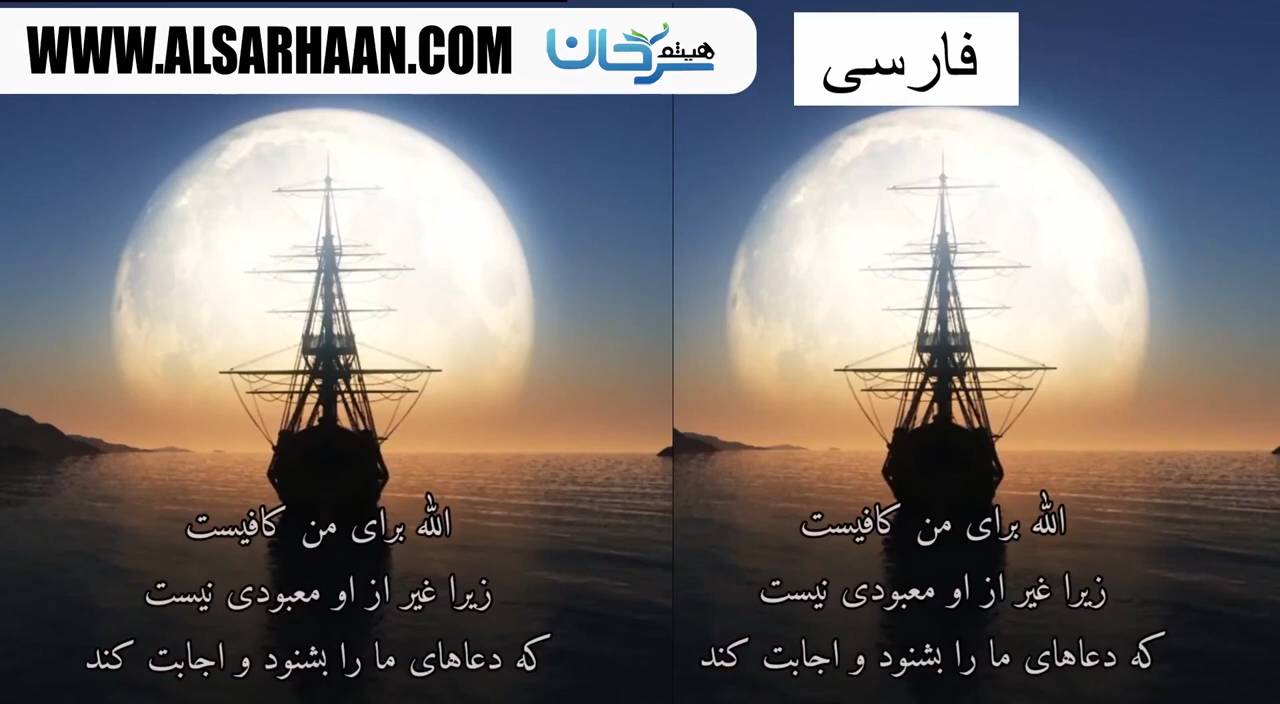 WWW.ALSARHAAN.COM
هيثم سرحان
فارسی
الله برای من کافیست
زیرا غیر از او معبودی نیست
که دعاهای ما را بشنود و اجابت کند
الله برای من کافیست
زیرا غیر از او معبودی نیست
که دعاهای ما را بشنود و اجابت کند